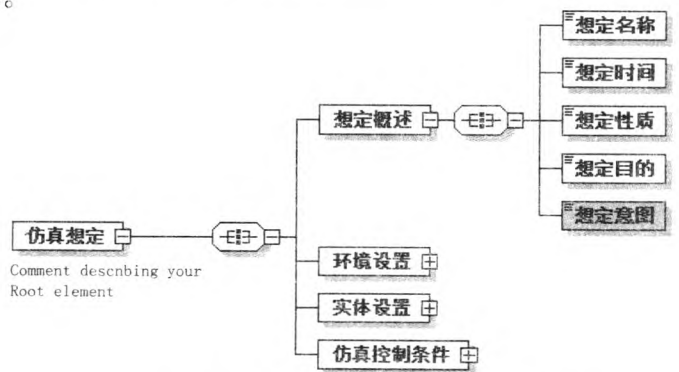 。
想定名称
想定时间
想定概述
想定性质
想定目的
想定意图
仿真想定
Comment descnbing your
Root element
环境设置
实体设置
仿真控制条件